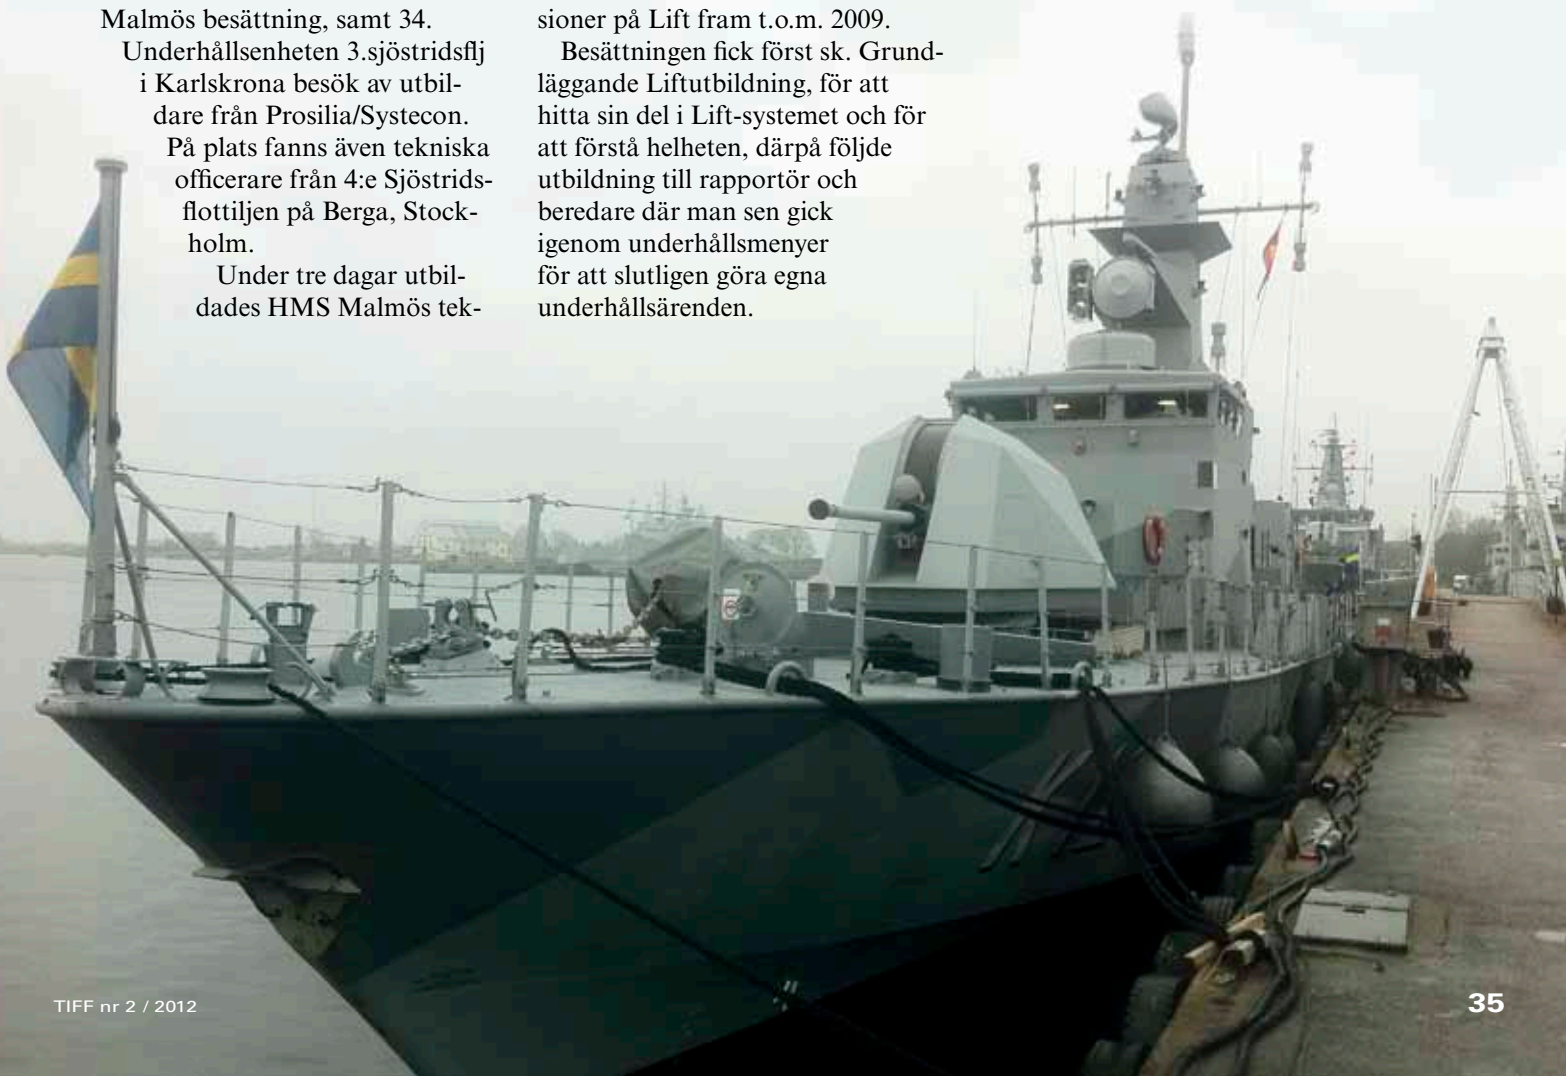 Malmös besättning, samt 34.
Underhållsenheten 3.sjöstridsflj
i Karlskrona besök av utbil-
dare från Prosilia/Systecon.
På plats fanns även tekniska
officerare från 4:e Sjöstrids-
flottiljen på Berga, Stock-
holm.
Under tre dagar utbil-
dades HMS Malmös tek-
sioner på Lift fram t.o.m. 2009.
Besättningen fick först sk. Grund-
läggande Liftutbildning, för att
hitta sin del i Lift-systemet och för
att förstå helheten, därpå följde
utbildning till rapportör och
beredare där man sen gick
igenom underhållsmenyer
för att slutligen göra egna
underhållsärenden.
TIFF nr 2 / 2012
35